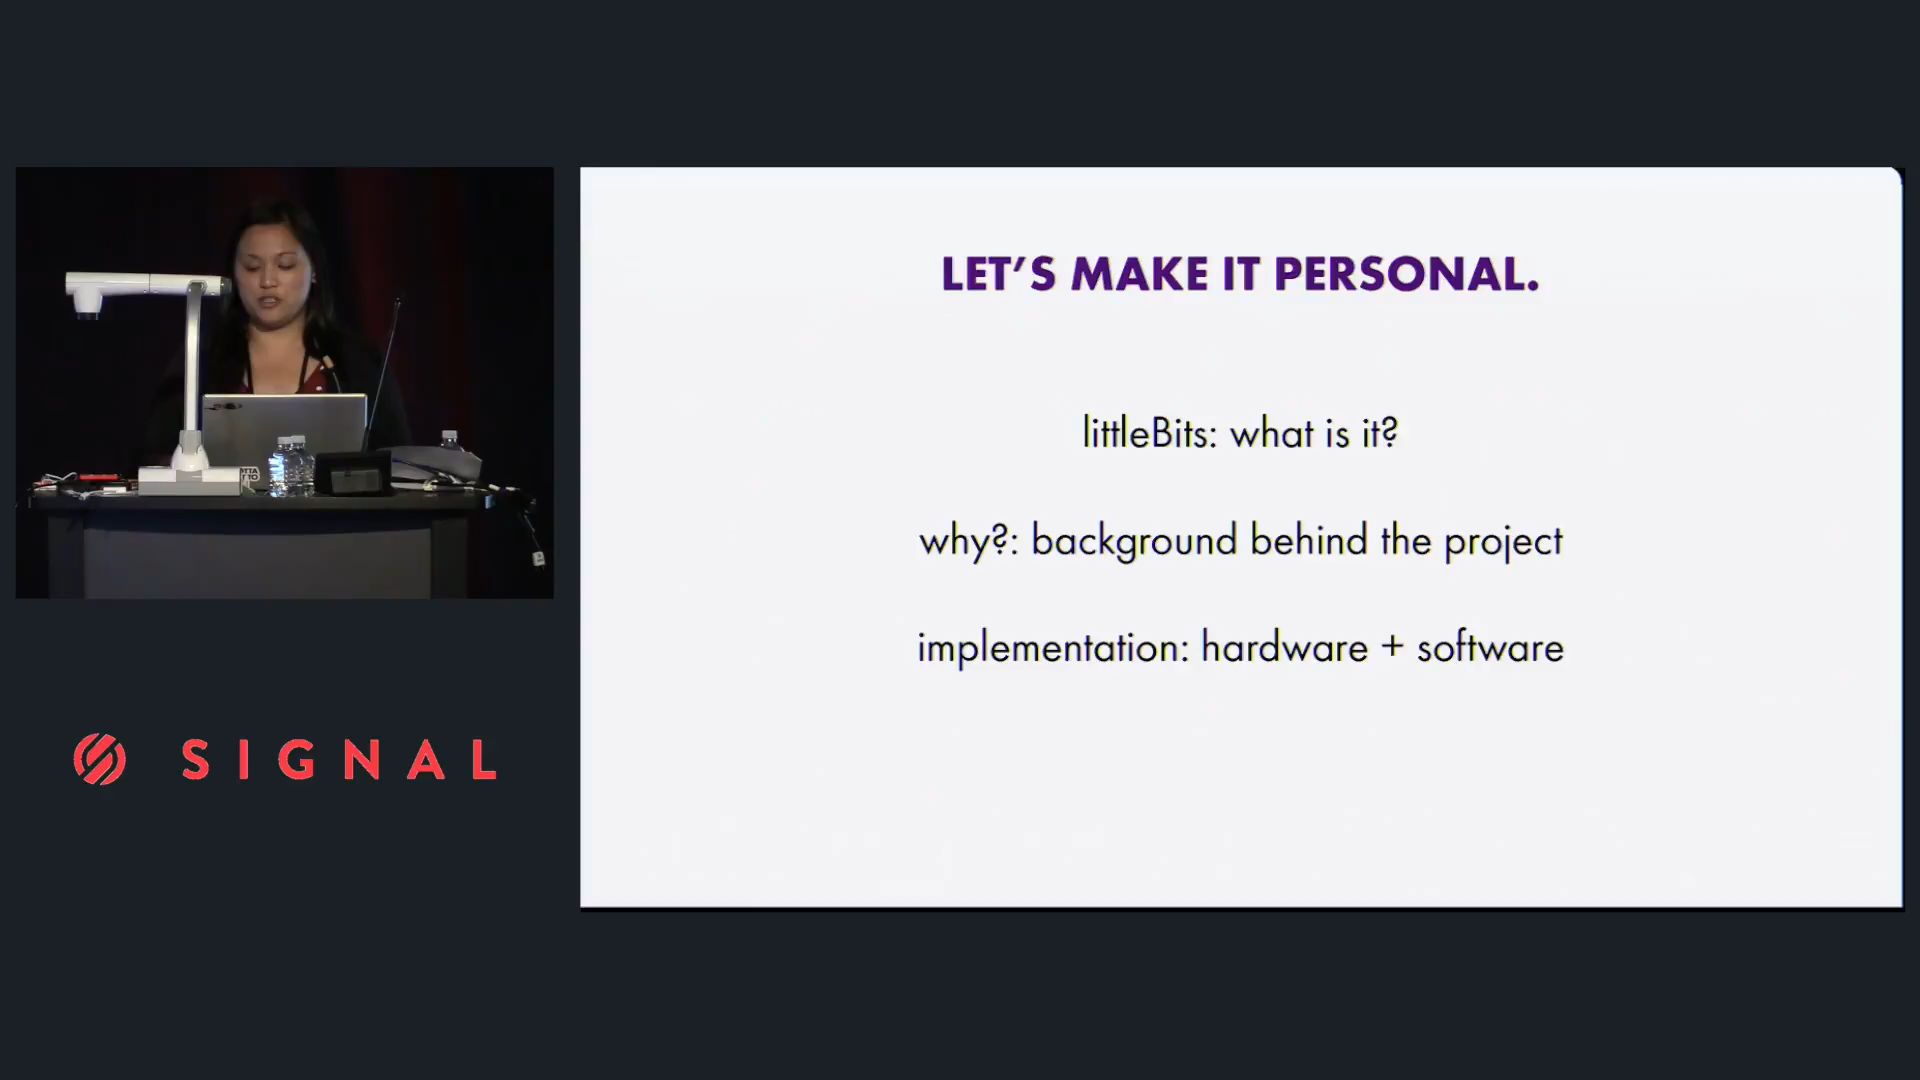 LET'S MAKE IT PERSONAL.
littleBits: what is it?
why?: background behind the project
implementation: hardware + software
SIGNAL